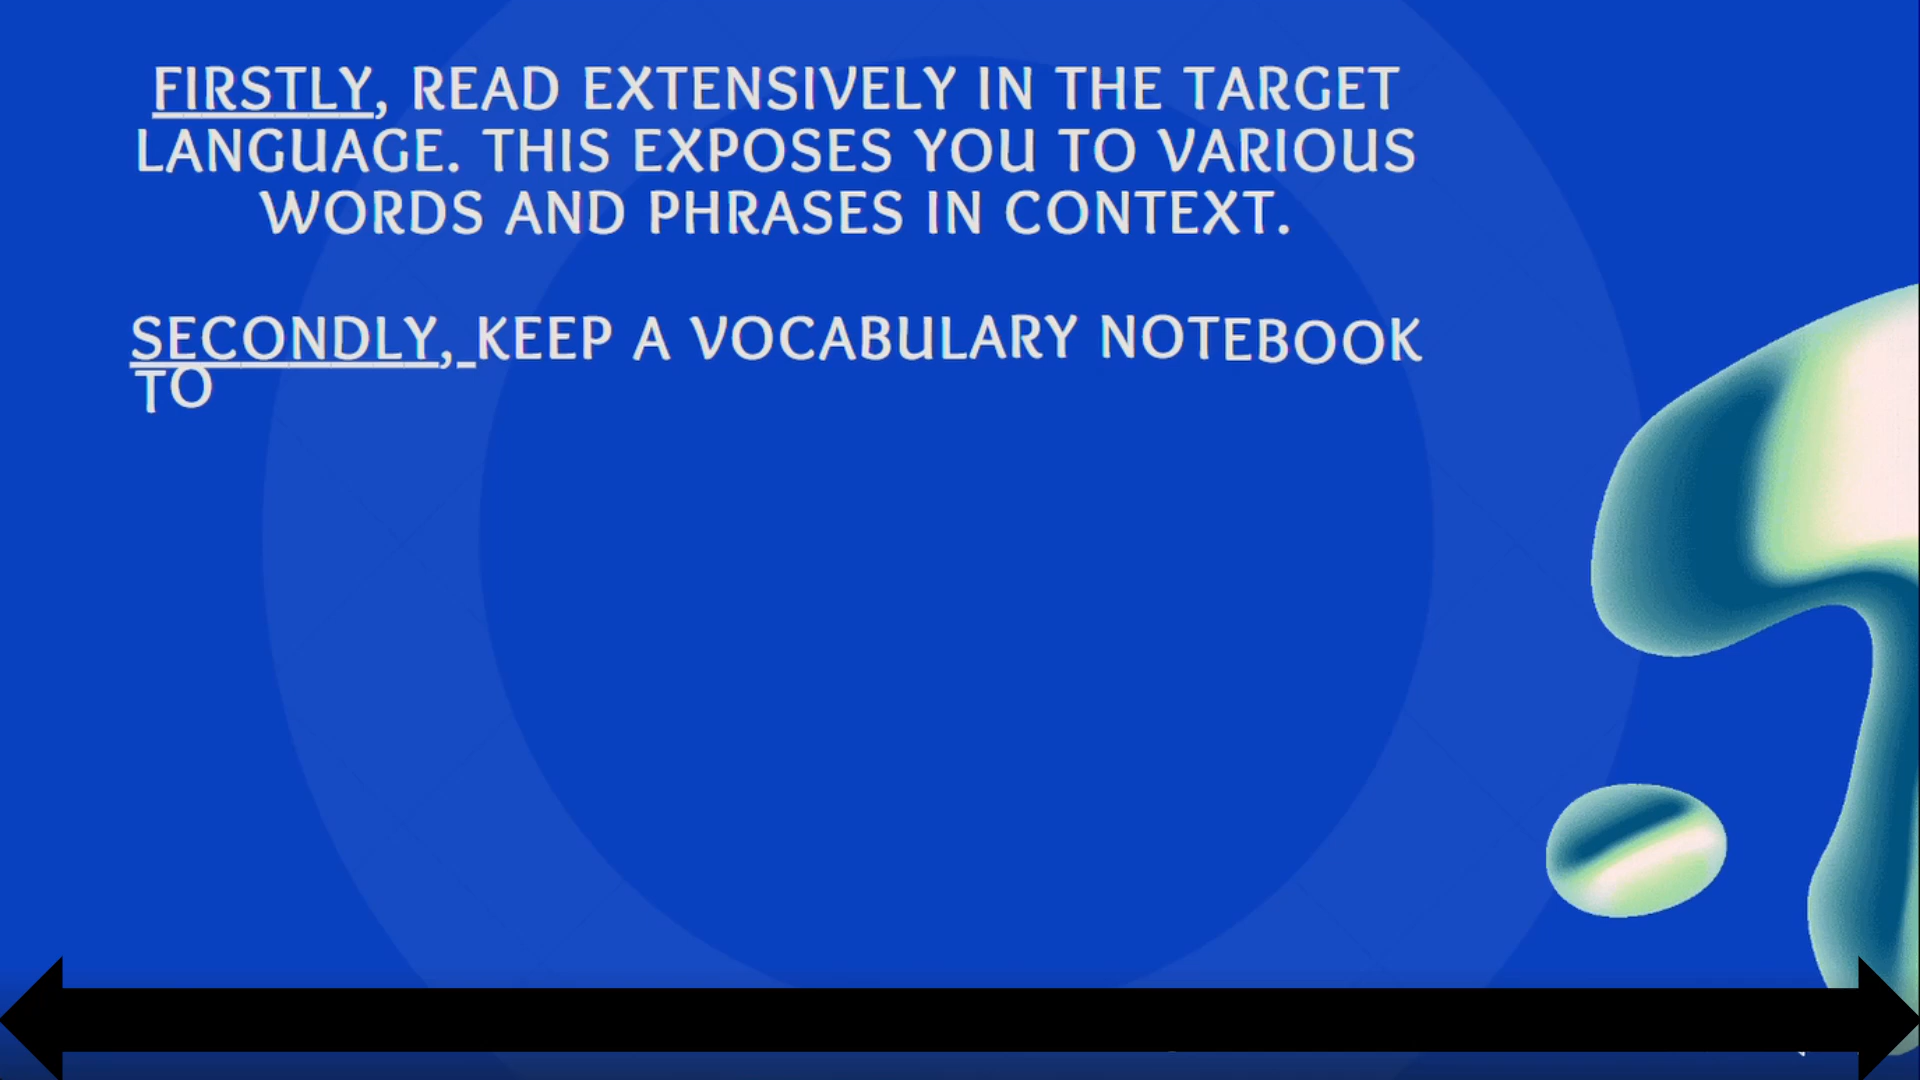 FIRSTLY, READ EXTENSIVELY IN THE TARGET
LANGUAGE. THIS EXPOSES YOU TO VARIOUS
WORDS AND PHRASES IN CONTEXT.
SECONDLY, KEEP A VOCABULARY NOTEBOOK
TO